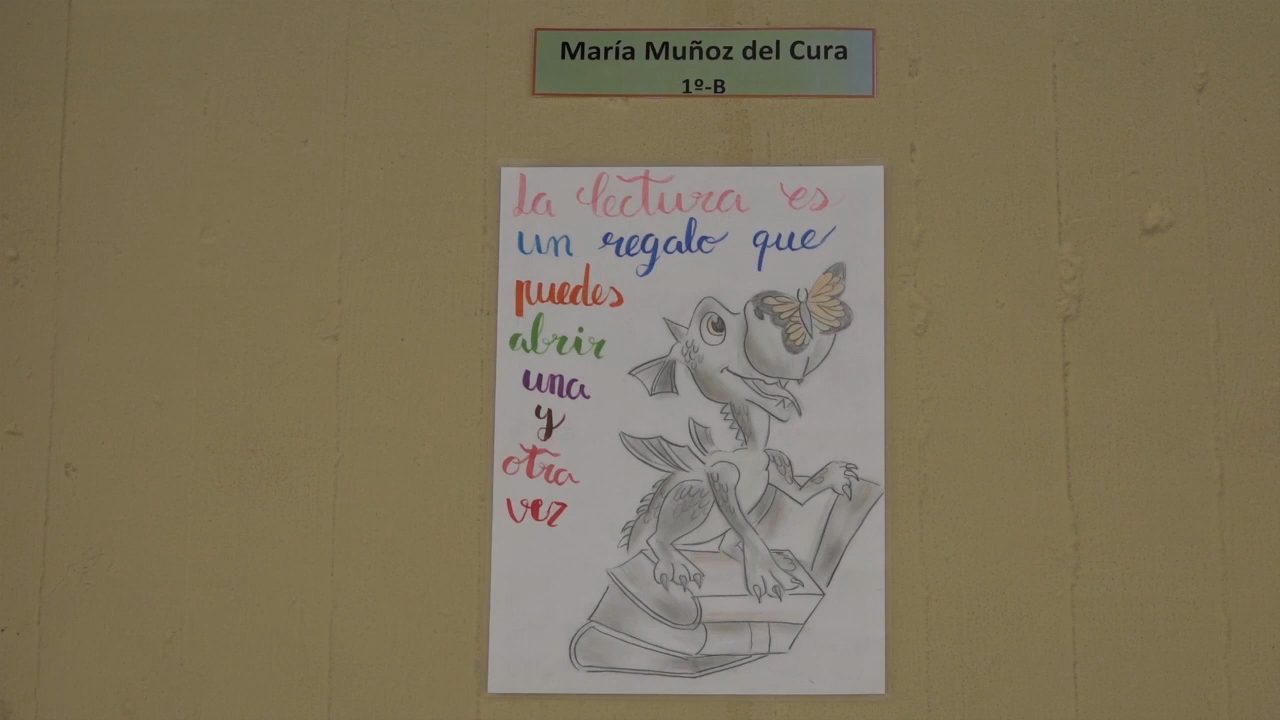 María Muñoz del Cura
1º-B
La lectura es
un regalo que
puedes
abrir
una
y
otra
vez